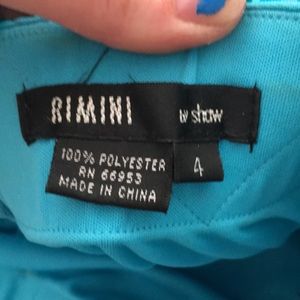 RIMINI
by shaw
100% POLYESTER
RN 66953
MADE IN CHINA
4